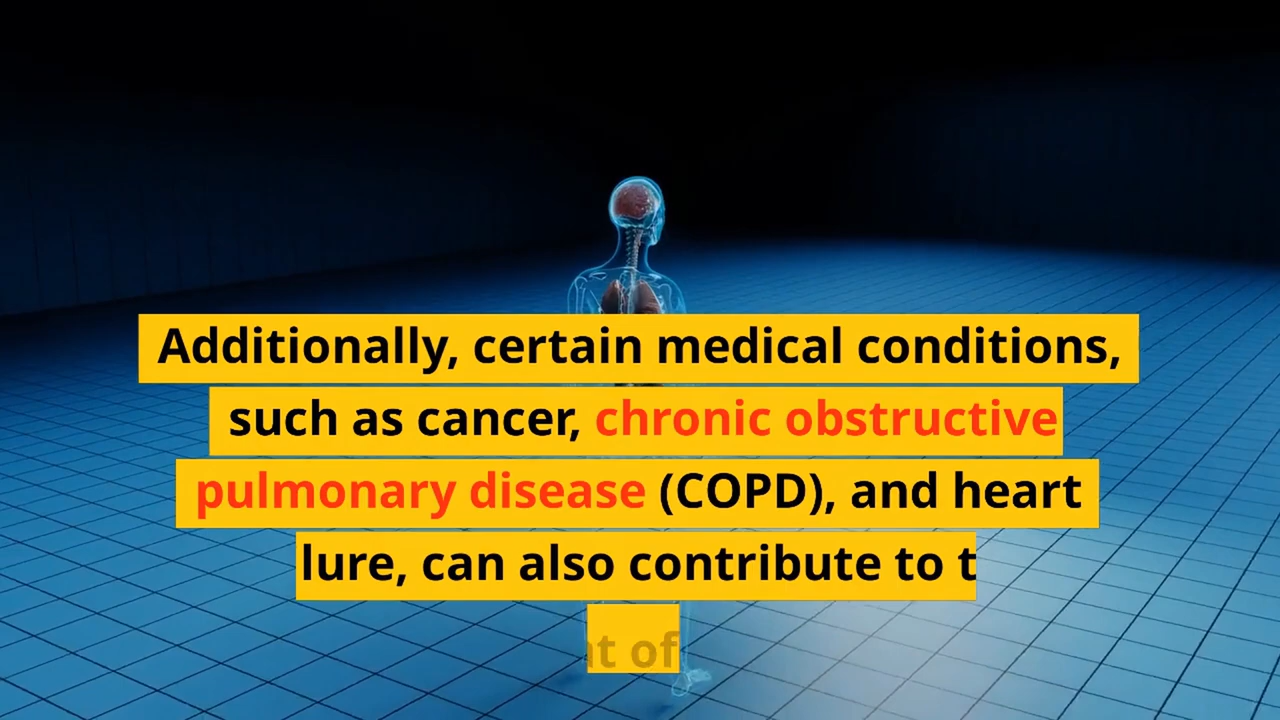 Additionally, certain medical conditions,
such as cancer, chronic obstructive
pulmonary disease (COPD), and heart
lure, can also contribute to t
of